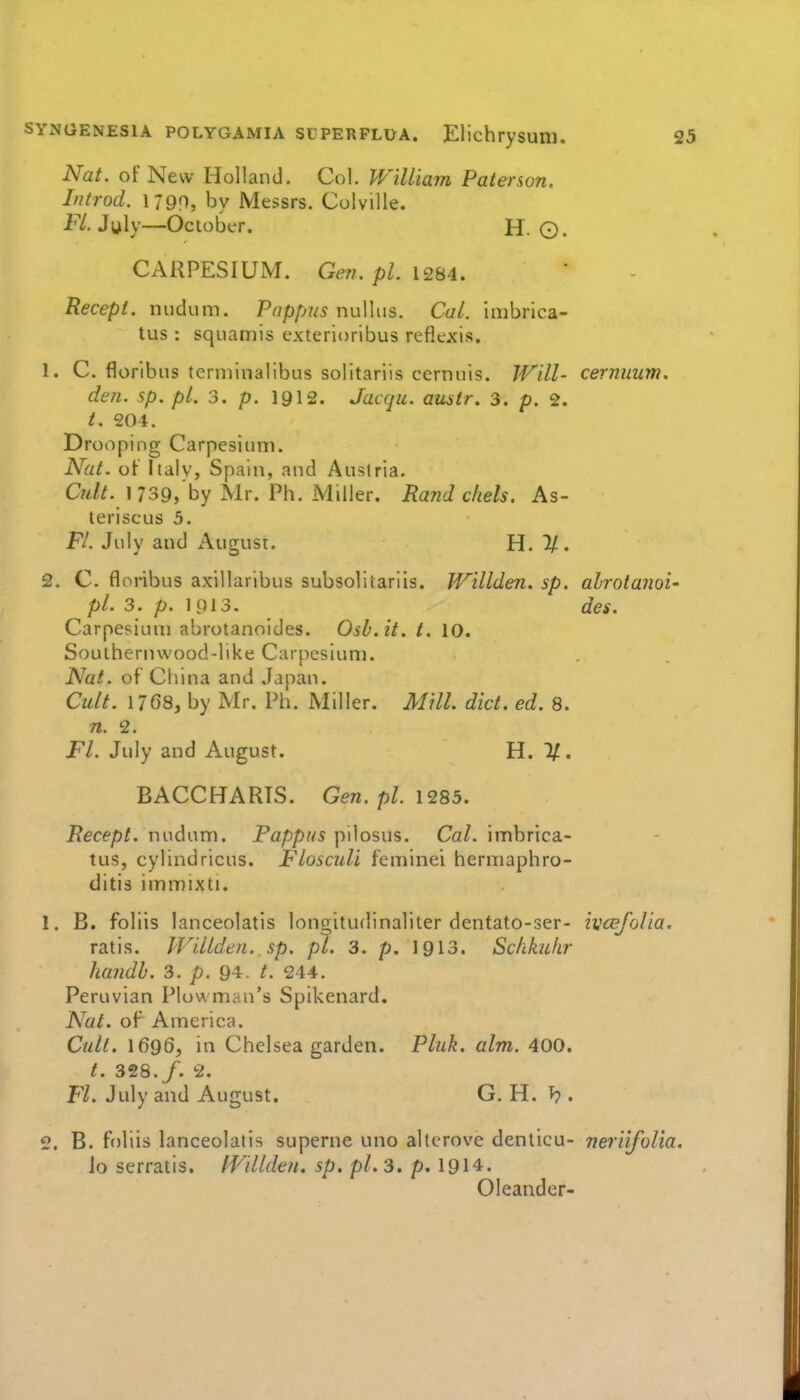 SYNGENESIA POLYGAMIA SUPERFLUA. Elichrysum. 25
Nat. of New Holland. Col. William Paterson.
Introd. 1790, by Messrs. Colville.
Fl. July—October. H. ☉.
CARPESIUM. Gen. pl. 1284.
Recept. nudum. Pappus nullus. Cal. imbrica-
tus : squamis exterioribus reflexis.
1. C. floribus terminalibus solitariis cernuis. Will- cernuum.
den. sp. pl. 3. p. 1912. Jacqu. austr. 3. p. 2.
t. 204.
Drooping Carpesium.
Nat. of Italy, Spain, and Austria.
Cult. 1739, by Mr. Ph. Miller. Rand chels. As-
teriscus 5.
Fl. July and August. H. ♃.
2. C. floribus axillaribus subsolitariis. Willden. sp. abrotanoi-
pl. 3. p. 1913. des.
Carpesium abrotanoides. Osb. it. t. 10.
Southernwood-like Carpesium.
Nat. of China and Japan.
Cult. 1768, by Mr. Ph. Miller. Mill. dict. ed. 8.
n. 2.
Fl. July and August. H. ♃.
BACCHARIS. Gen. pl. 1285.
Recept. nudum. Pappus pilosus. Cal. imbrica-
tus, cylindricus. Flosculi feminei hermaphro-
ditis immixti.
1. B. foliis lanceolatis longitudinaliter dentato-ser- ivæfolia.
ratis. Willden. sp. pl. 3. p. 1913. Schkuhr
handb. 3. p. 94. t. 244.
Peruvian Plowman's Spikenard.
Nat. of America.
Cult. 1696, in Chelsea garden. Pluk. alm. 400.
t. 328. f. 2.
Fl. July and August. G. H. ♄.
2. B. foliis lanceolatis superne uno alterove denticu- neriifolia.
lo serratis. Willden. sp. pl. 3. p. 1914.
Oleander-